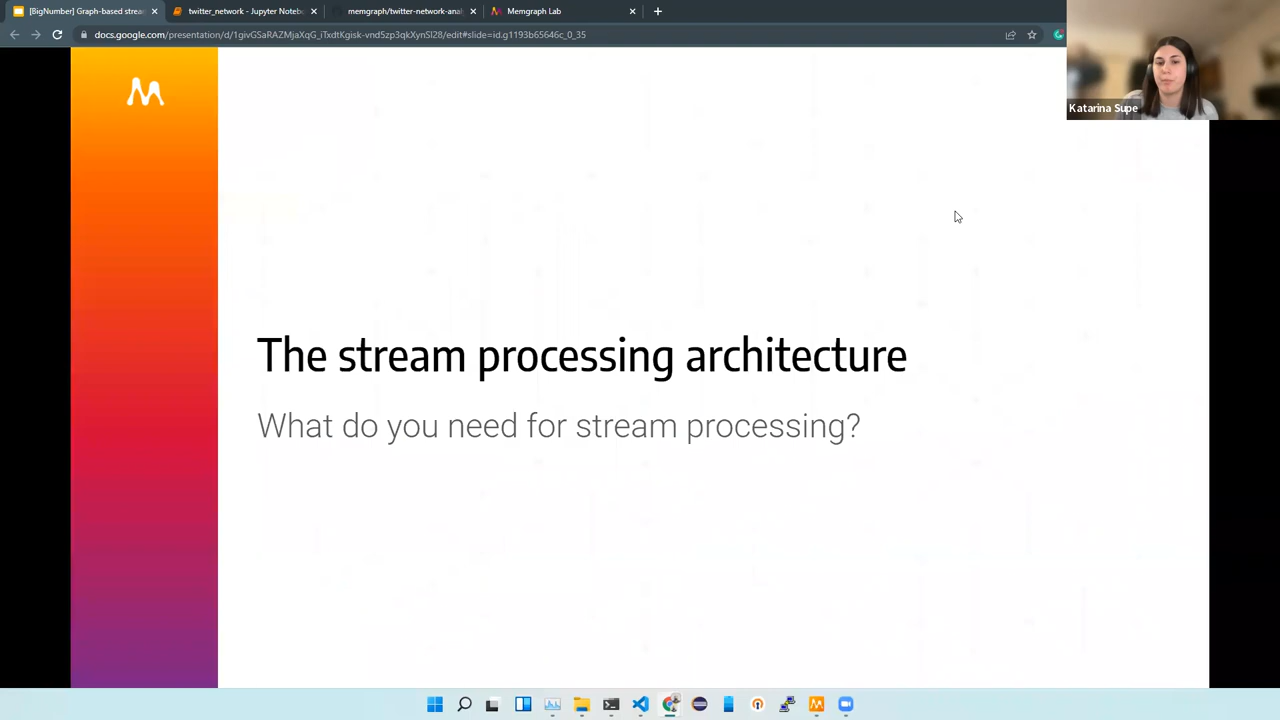 [BigNumber] Graph-based strea
twitter_network - Jupyter Notebo
memgraph/twitter-network-anal
Memgraph Lab
docs.google.com/presentation/d/1givGSaRAZMjaXqG_iTxdtKgisk-vnd5zp3qkXynSI28/edit#slide=id.g1193b65646c_0_35
Katarina Supe
The stream processing architecture
What do you need for stream processing?